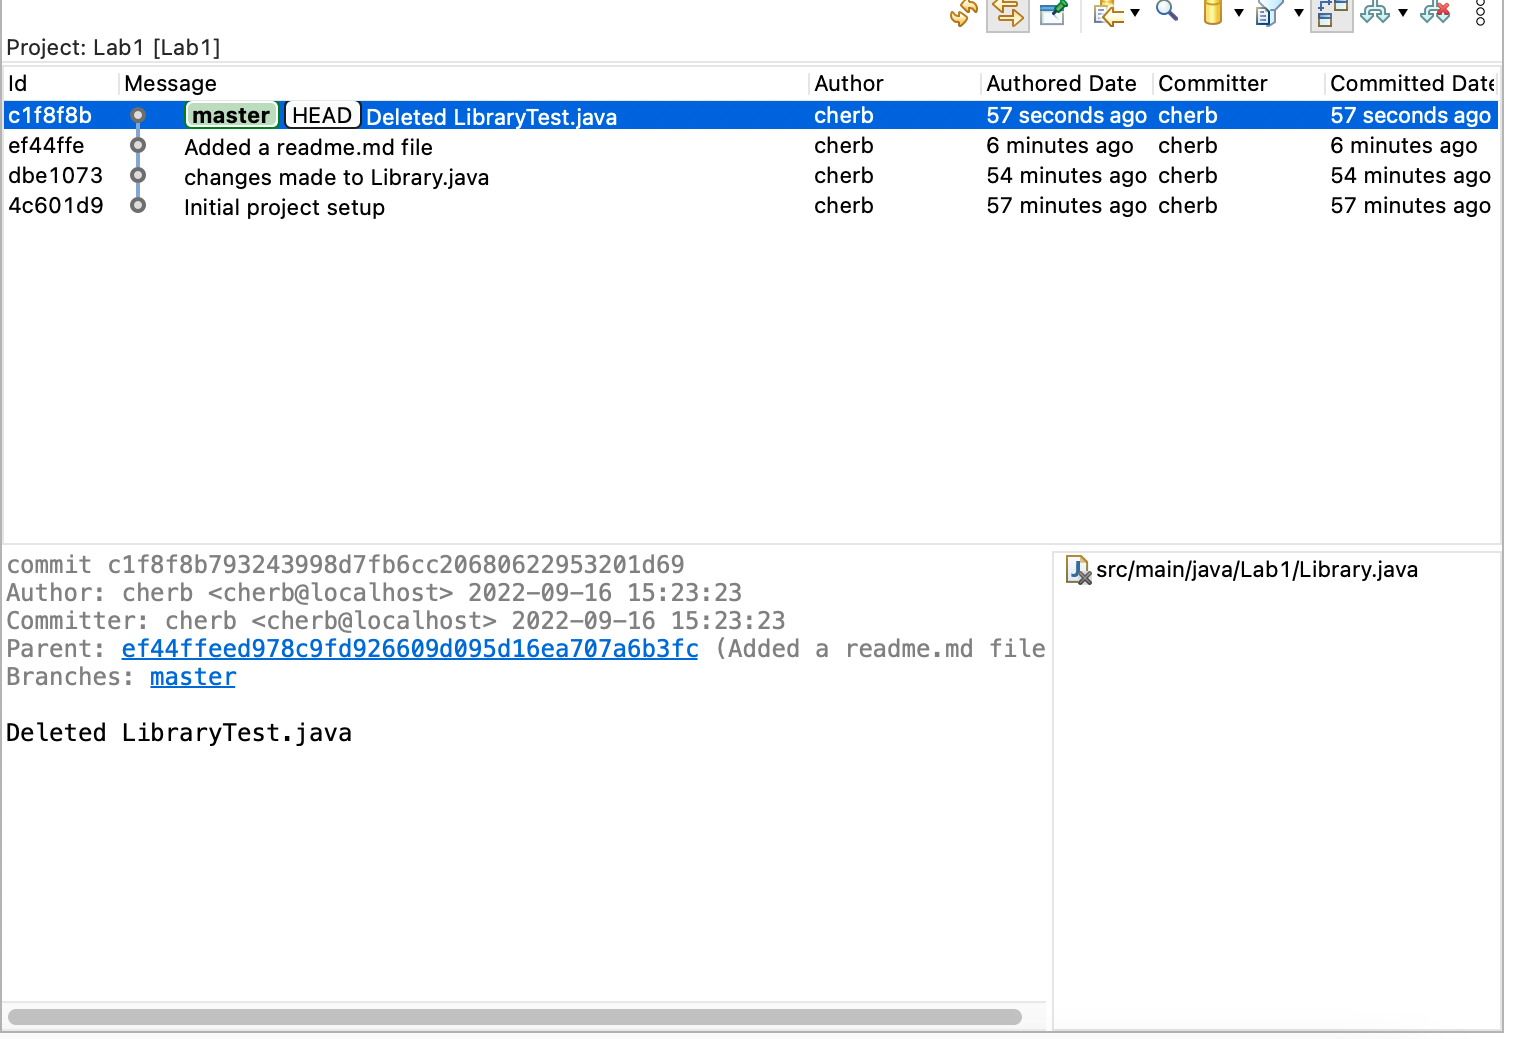 Project: Lab1 [Lab1]
Id Message Author Authored Date Committer Committed Date
c1f8f8b master HEAD Deleted LibraryTest.java cherb 57 seconds ago cherb 57 seconds ago
ef44ffe Added a readme.md file cherb 6 minutes ago cherb 6 minutes ago
dbe1073 changes made to Library.java cherb 54 minutes ago cherb 54 minutes ago
4c601d9 Initial project setup cherb 57 minutes ago cherb 57 minutes ago
commit c1f8f8b793243998d7fb6cc20680622953201d69
Author: cherb <cherb@localhost> 2022-09-16 15:23:23
Committer: cherb <cherb@localhost> 2022-09-16 15:23:23
Parent: ef44ffeed978c9fd926609d095d16ea707a6b3fc (Added a readme.md file
Branches: master
Deleted LibraryTest.java
src/main/java/Lab1/Library.java